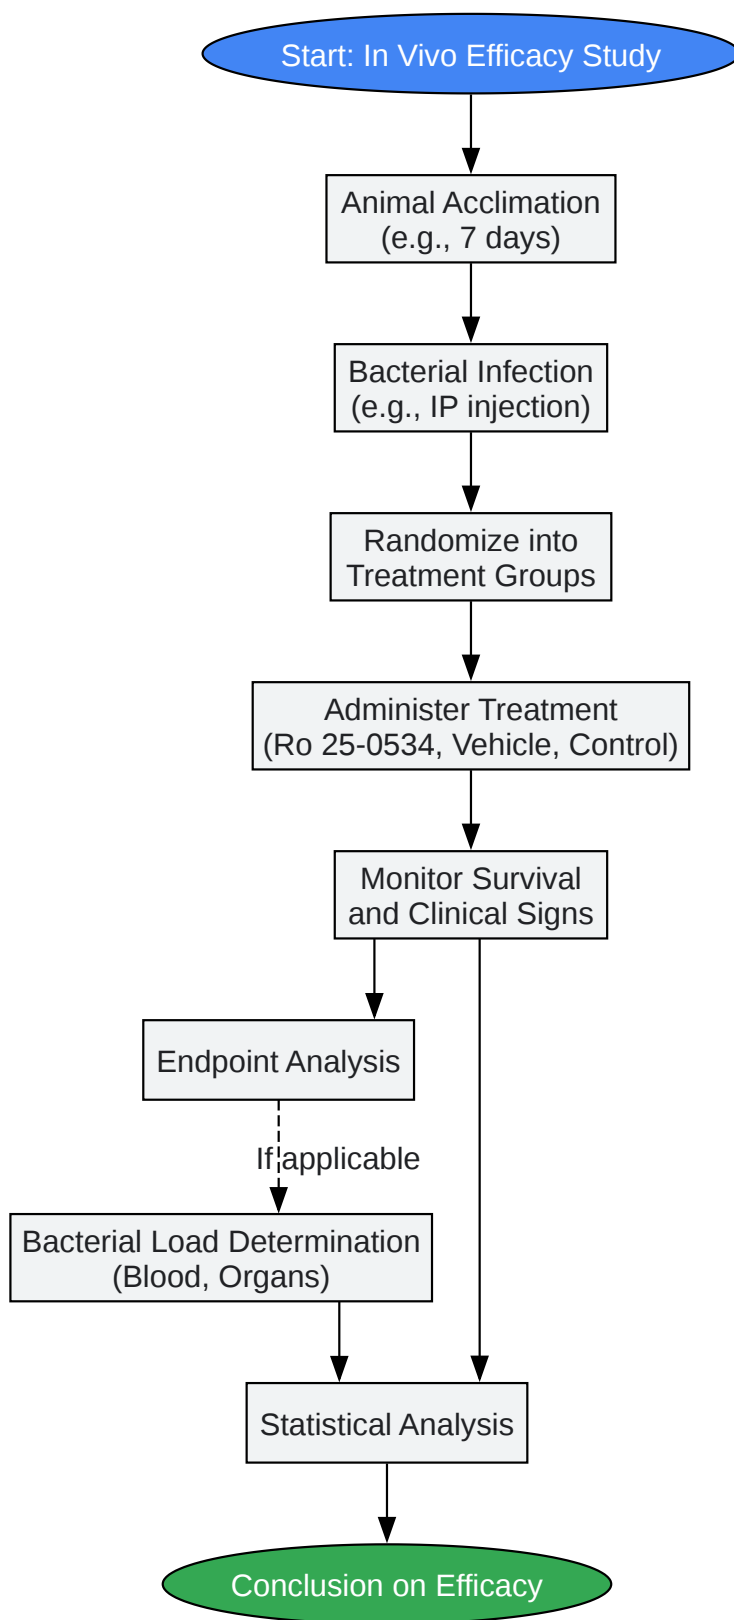 Start: In Vivo Efficacy Study
Animal Acclimation
(e.g., 7 days)
Bacterial Infection
(e.g., IP injection)
Randomize into
Treatment Groups
Administer Treatment
(Ro 25-0534, Vehicle, Control)
Monitor Survival
and Clinical Signs
Endpoint Analysis
If applicable
Bacterial Load Determination
(Blood, Organs)
Statistical Analysis
Conclusion on Efficacy